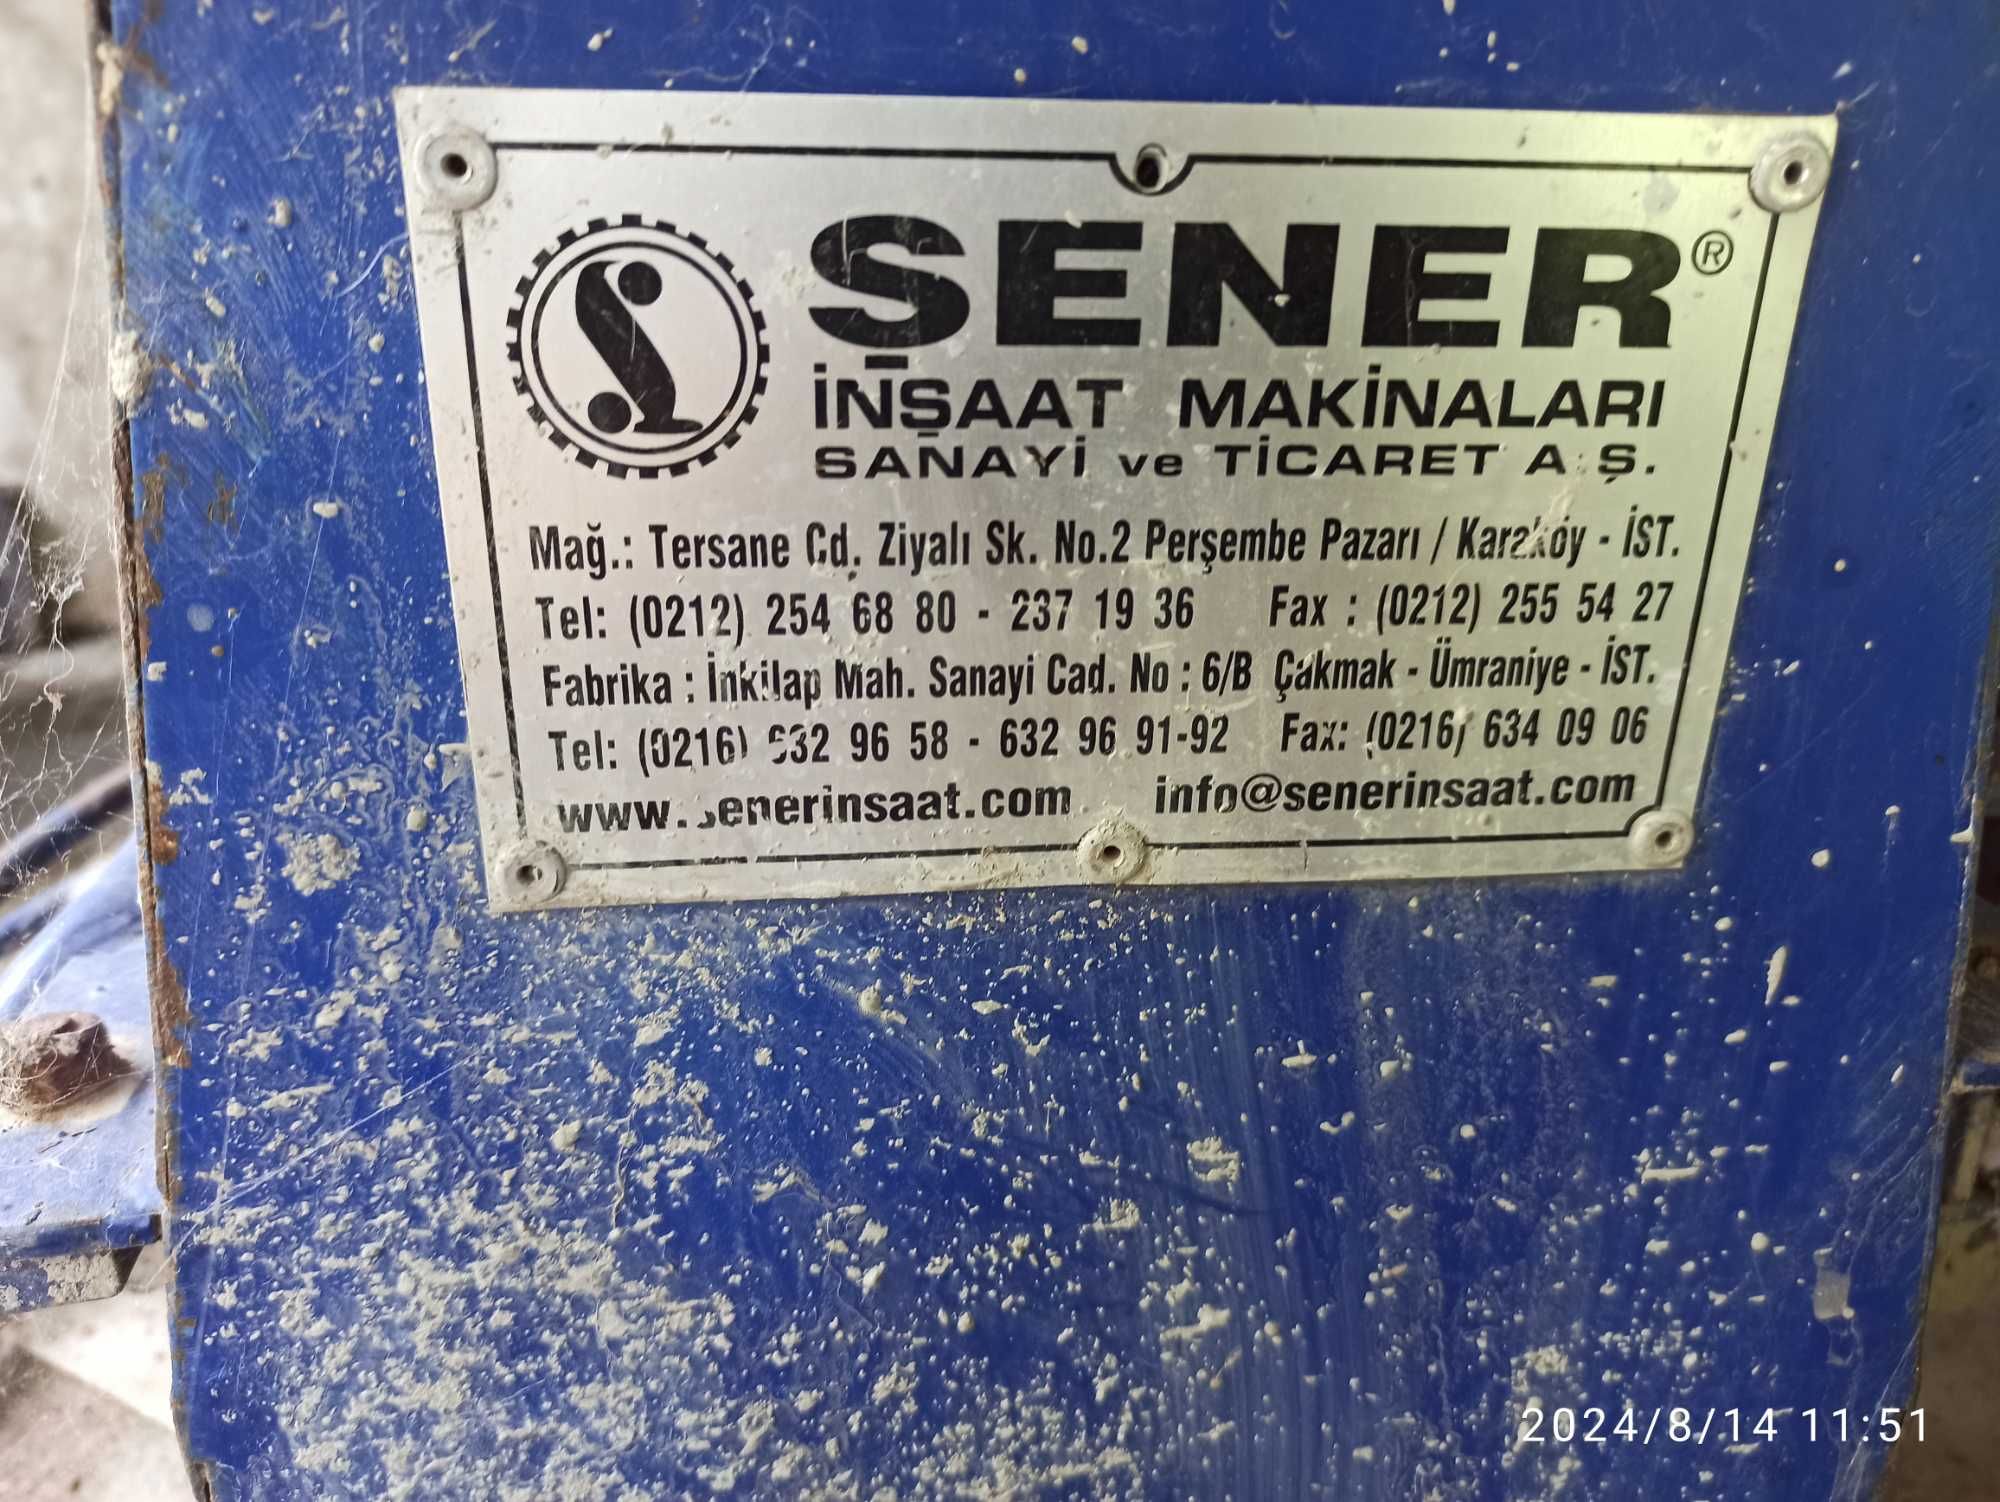 ŞENER®
İNŞAAT MAKİNALARI
SANAYİ ve TİCARET A.Ş.
Mağ.: Tersane Cd. Ziyalı Sk. No.2 Perşembe Pazarı / Karaköy - İST.
Tel: (0212) 254 68 80 - 237 19 36 Fax : (0212) 255 54 27
Fabrika : İnkilap Mah. Sanayi Cad. No : 6/B Çakmak - Ümraniye - İST.
Tel: (0216) 632 96 58 - 632 96 91-92 Fax: (0216) 634 09 06
www.senerinsaat.com info@senerinsaat.com
2024/8/14 11:51